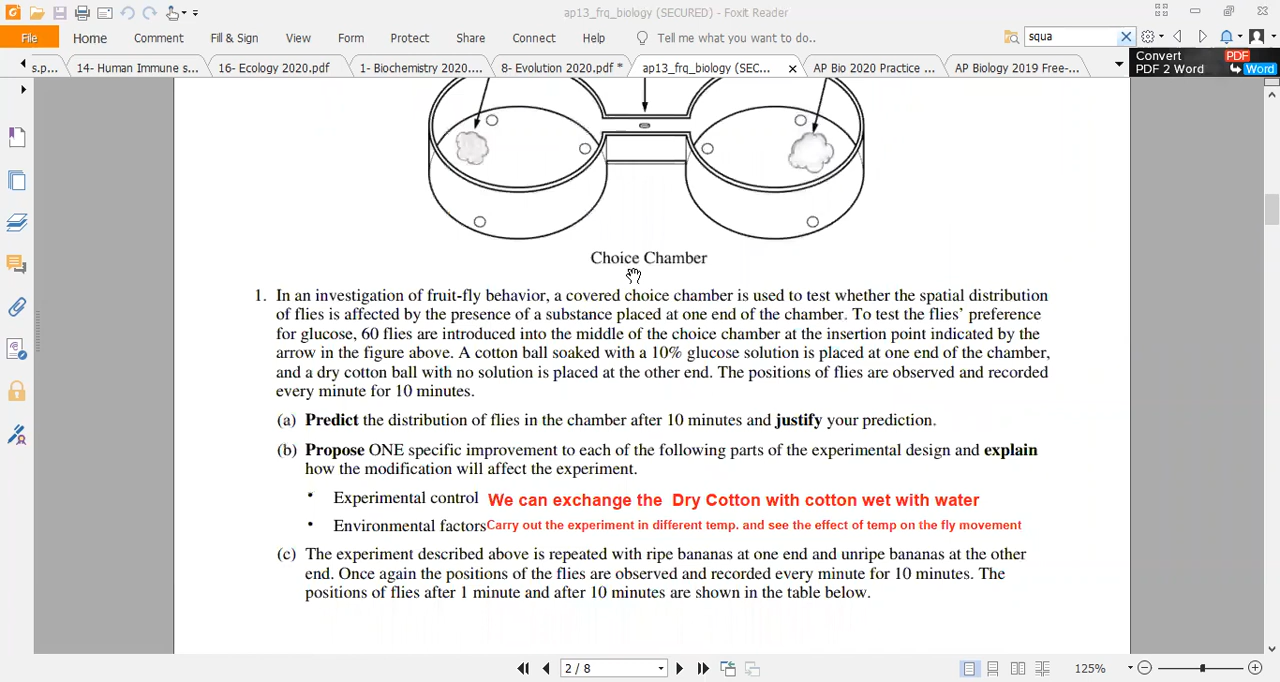 ap13_frq_biology (SECURED) - Foxit Reader
File Home Comment Fill & Sign View Form Protect Share Connect Help Tell me what you want to do.. squa
s.p... 14- Human Immune s... 16- Ecology 2020.pdf 1- Biochemistry 2020.... 8- Evolution 2020.pdf * ap13_frq_biology (SEC... AP Bio 2020 Practice ... AP Biology 2019 Free-...
Convert PDF
PDF 2 Word Word
Choice Chamber
1. In an investigation of fruit-fly behavior, a covered choice chamber is used to test whether the spatial distribution
of flies is affected by the presence of a substance placed at one end of the chamber. To test the flies' preference
for glucose, 60 flies are introduced into the middle of the choice chamber at the insertion point indicated by the
arrow in the figure above. A cotton ball soaked with a 10% glucose solution is placed at one end of the chamber,
and a dry cotton ball with no solution is placed at the other end. The positions of flies are observed and recorded
every minute for 10 minutes.
(a) Predict the distribution of flies in the chamber after 10 minutes and justify your prediction.
(b) Propose ONE specific improvement to each of the following parts of the experimental design and explain
how the modification will affect the experiment.
• Experimental control We can exchange the Dry Cotton with cotton wet with water
• Environmental factors Carry out the experiment in different temp. and see the effect of temp on the fly movement
(c) The experiment described above is repeated with ripe bananas at one end and unripe bananas at the other
end. Once again the positions of the flies are observed and recorded every minute for 10 minutes. The
positions of flies after 1 minute and after 10 minutes are shown in the table below.
2 / 8 125%